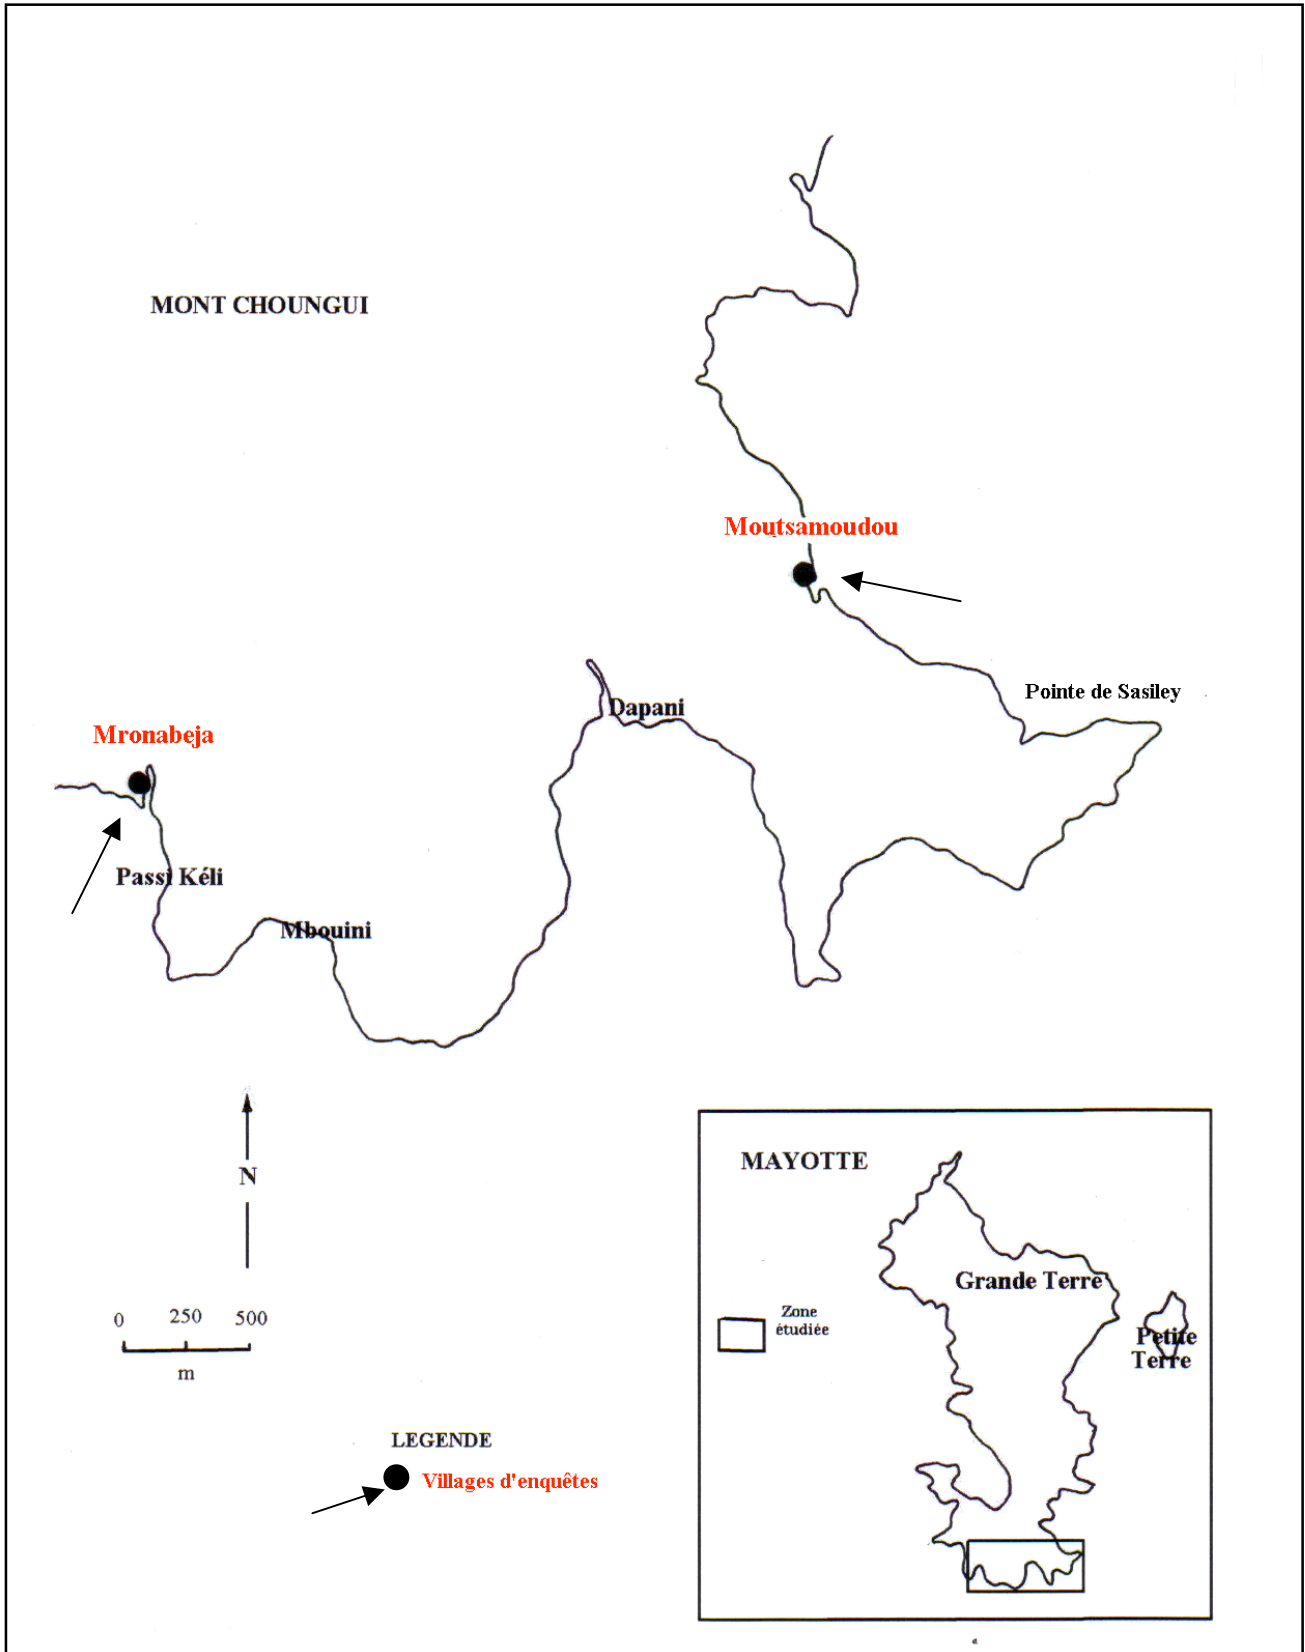 MONT CHOUNGUI
Moutsamoudou
Pointe de Sasiley
Dapani
Mronabeja
Passi Kéli
Mbouini
N
0 250 500
m
LEGENDE
Villages d'enquêtes
MAYOTTE
Grande Terre
Petite
Terre
Zone
étudiée